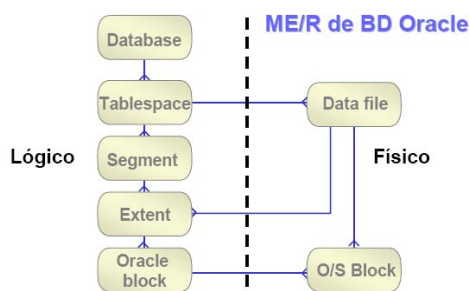 ME/R de BD Oracle
Database
Tablespace
Data file
Lógico
Segment
Físico
Extent
Oracle
block
O/S Block